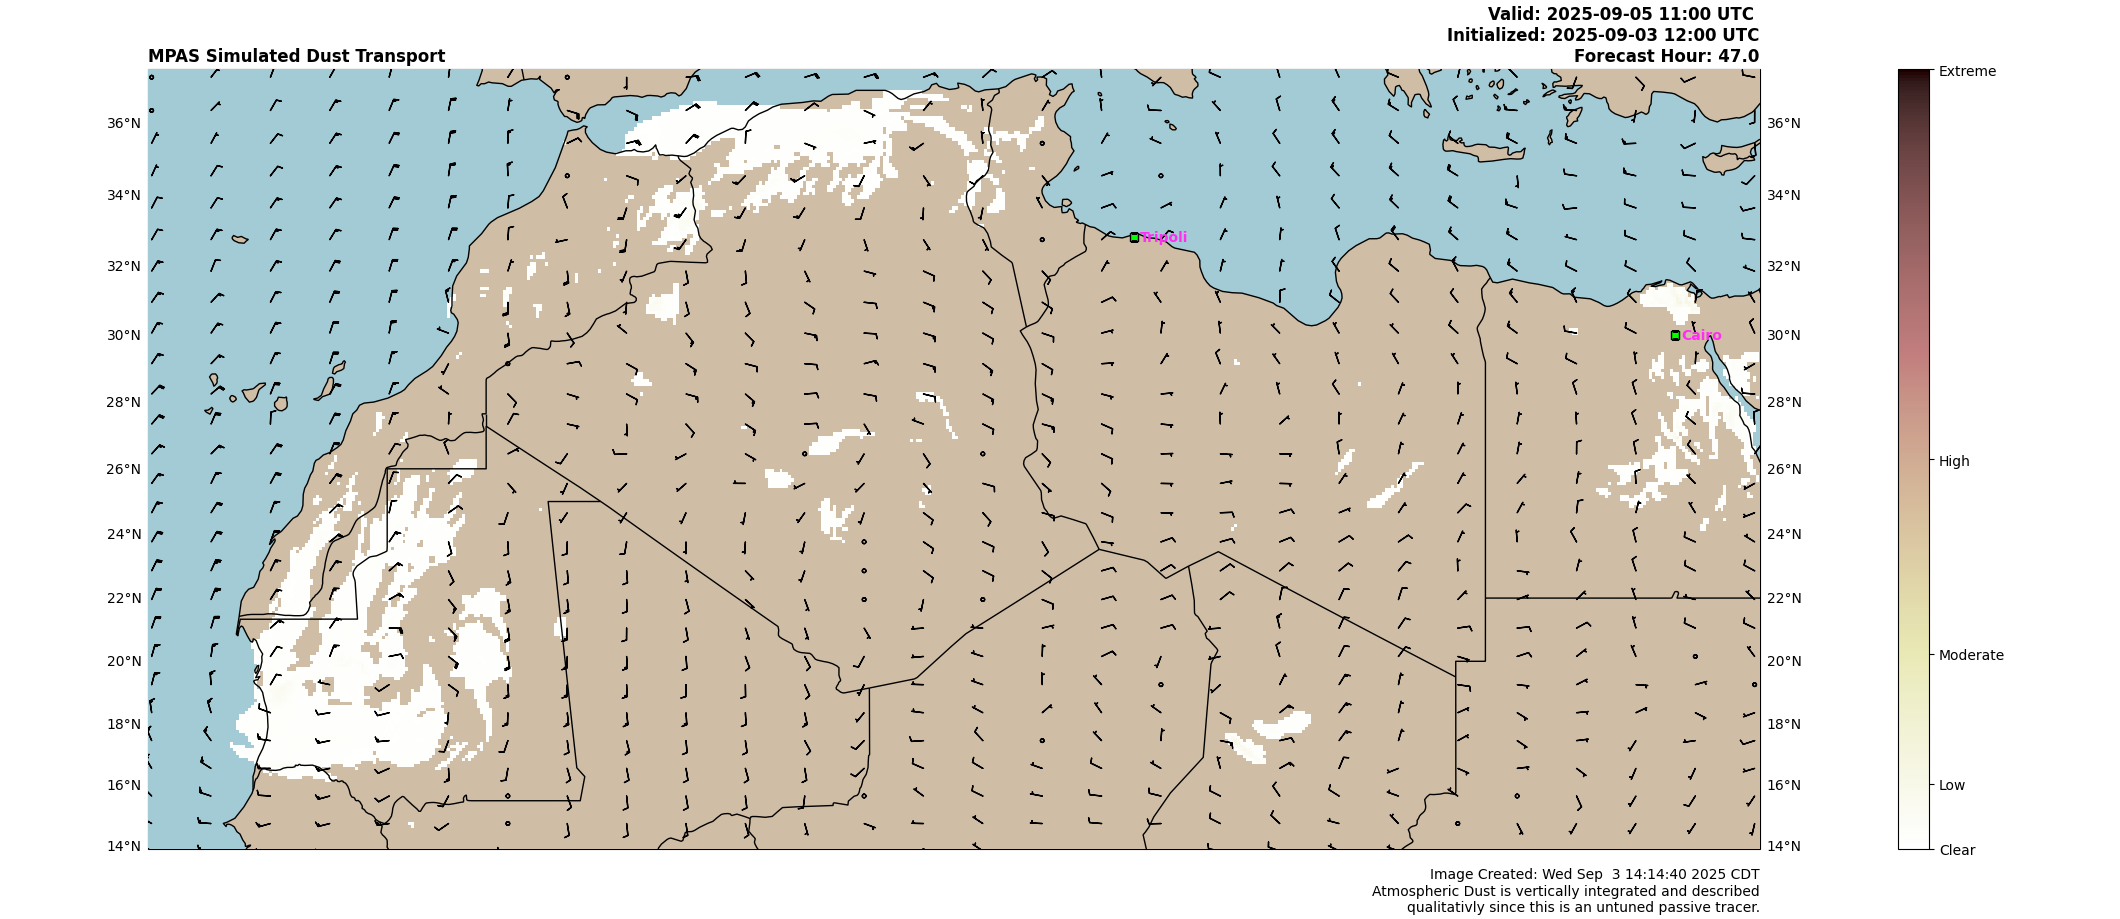 Valid: 2025-09-05 11:00 UTC
Initialized: 2025-09-03 12:00 UTC
MPAS Simulated Dust Transport
Forecast Hour: 47.0
Extreme
36°N
36°N
34°N
34°N
Tripoli
32°N
32°N
30°N
Cairo
30°N
28°N
28°N
26°N
26°N
High
24°N
24°N
22°N
22°N
20°N
20°N
Moderate
18°N
18°N
16°N
16°N
Low
14°N
14°N
Clear
Image Created: Wed Sep  3 14:14:40 2025 CDT
Atmospheric Dust is vertically integrated and described
qualitativly since this is an untuned passive tracer.